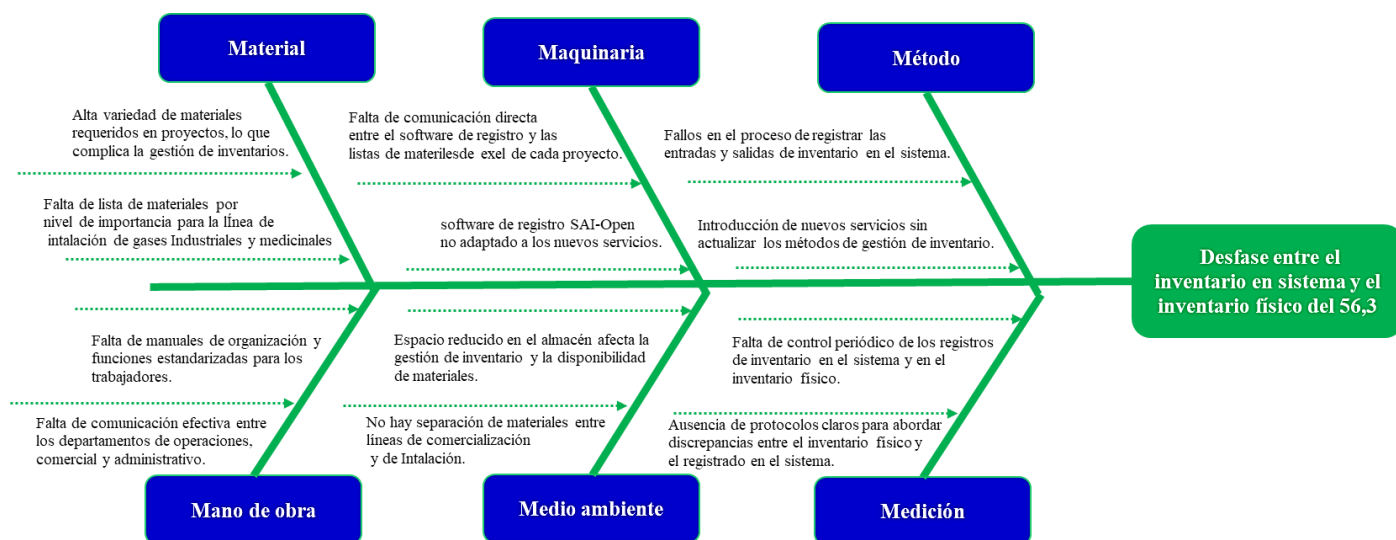 Material
Maquinaria
Método
Alta variedad de materiales
requeridos en proyectos, lo que
complica la gestión de inventarios.
Falta de comunicación directa
entre el software de registro y las
listas de materilesde exel de cada proyecto.
Fallos en el proceso de registrar las
entradas y salidas de inventario en el sistema.
Falta de lista de materiales por
nivel de importancia para la lÍnea de
intalación de gases Industriales y medicinales
software de registro SAI-Open
no adaptado a los nuevos servicios.
Introducción de nuevos servicios sin
actualizar los métodos de gestión de inventario.
Desfase entre el
inventario en sistema y el
inventario físico del 56,3
Falta de manuales de organización y
funciones estandarizadas para los
trabajadores.
Espacio reducido en el almacén afecta la
gestión de inventario y la disponibilidad
de materiales.
Falta de control periódico de los registros
de inventario en el sistema y en el
inventario físico.
Falta de comunicación efectiva entre
los departamentos de operaciones,
comercial y administrativo.
No hay separación de materiales entre
líneas de comercialización
y de Intalación.
Ausencia de protocolos claros para abordar
discrepancias entre el inventario físico y
el registrado en el sistema.
Mano de obra
Medio ambiente
Medición